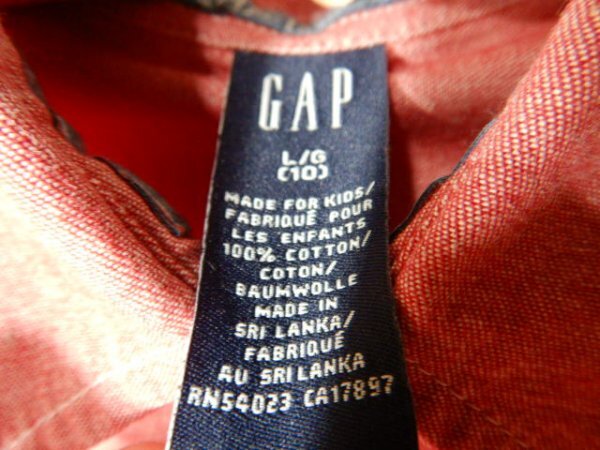 GAP
L/G
(10)
MADE FOR KIDS/
FABRIQUÉ POUR
LES ENFANTS
100% COTTON/
COTON/
BAUMWOLLE
MADE IN
SRI LANKA/
FABRIQUÉ
AU SRI LANKA
RN54023 CA17897